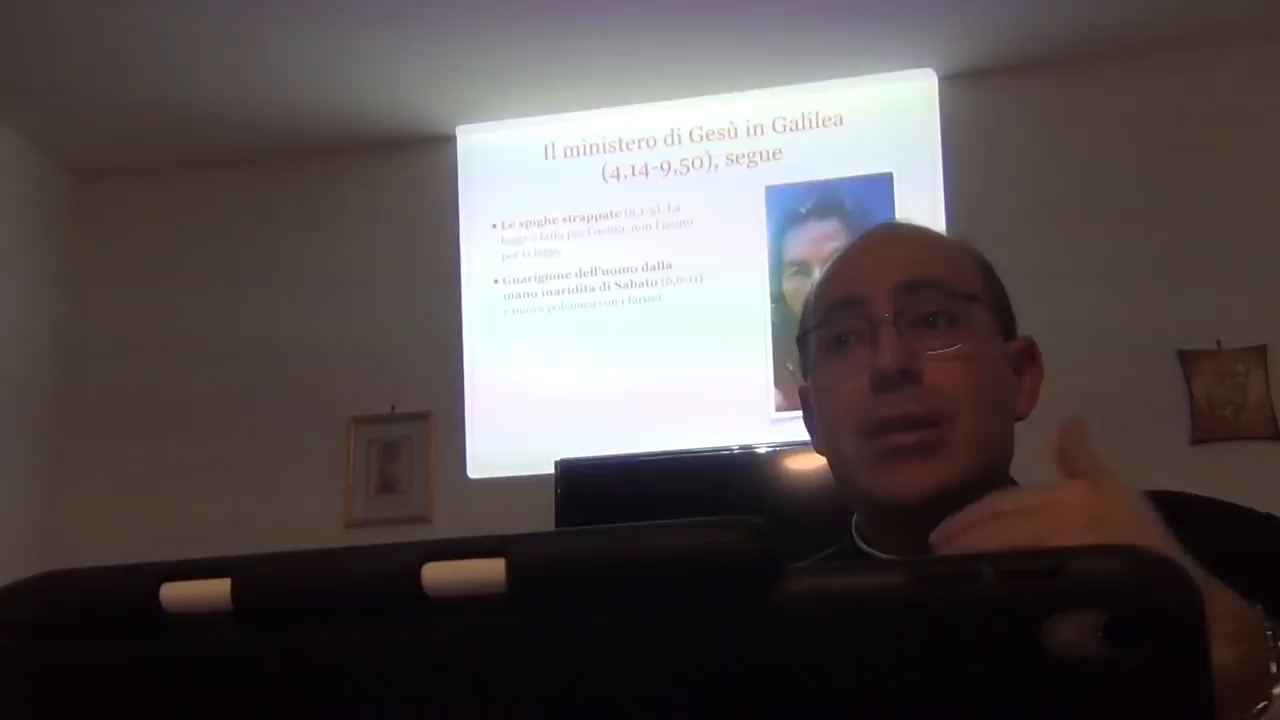 Il ministero di Gesù in Galilea
(4,14-9,50), segue
• Le spighe strappate (6,1-5). La
legge è fatta per l'uomo, non l'uomo
per la legge
• Guarigione dell'uomo dalla
mano inaridita di Sabato (6,6-11)
e nuova polemica con i farisei